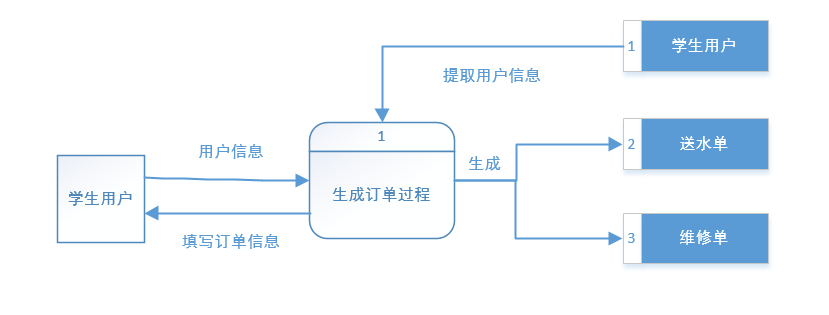 1 学生用户
提取用户信息
1
用户信息
2 送水单
生成
学生用户
生成订单过程
填写订单信息
3 维修单